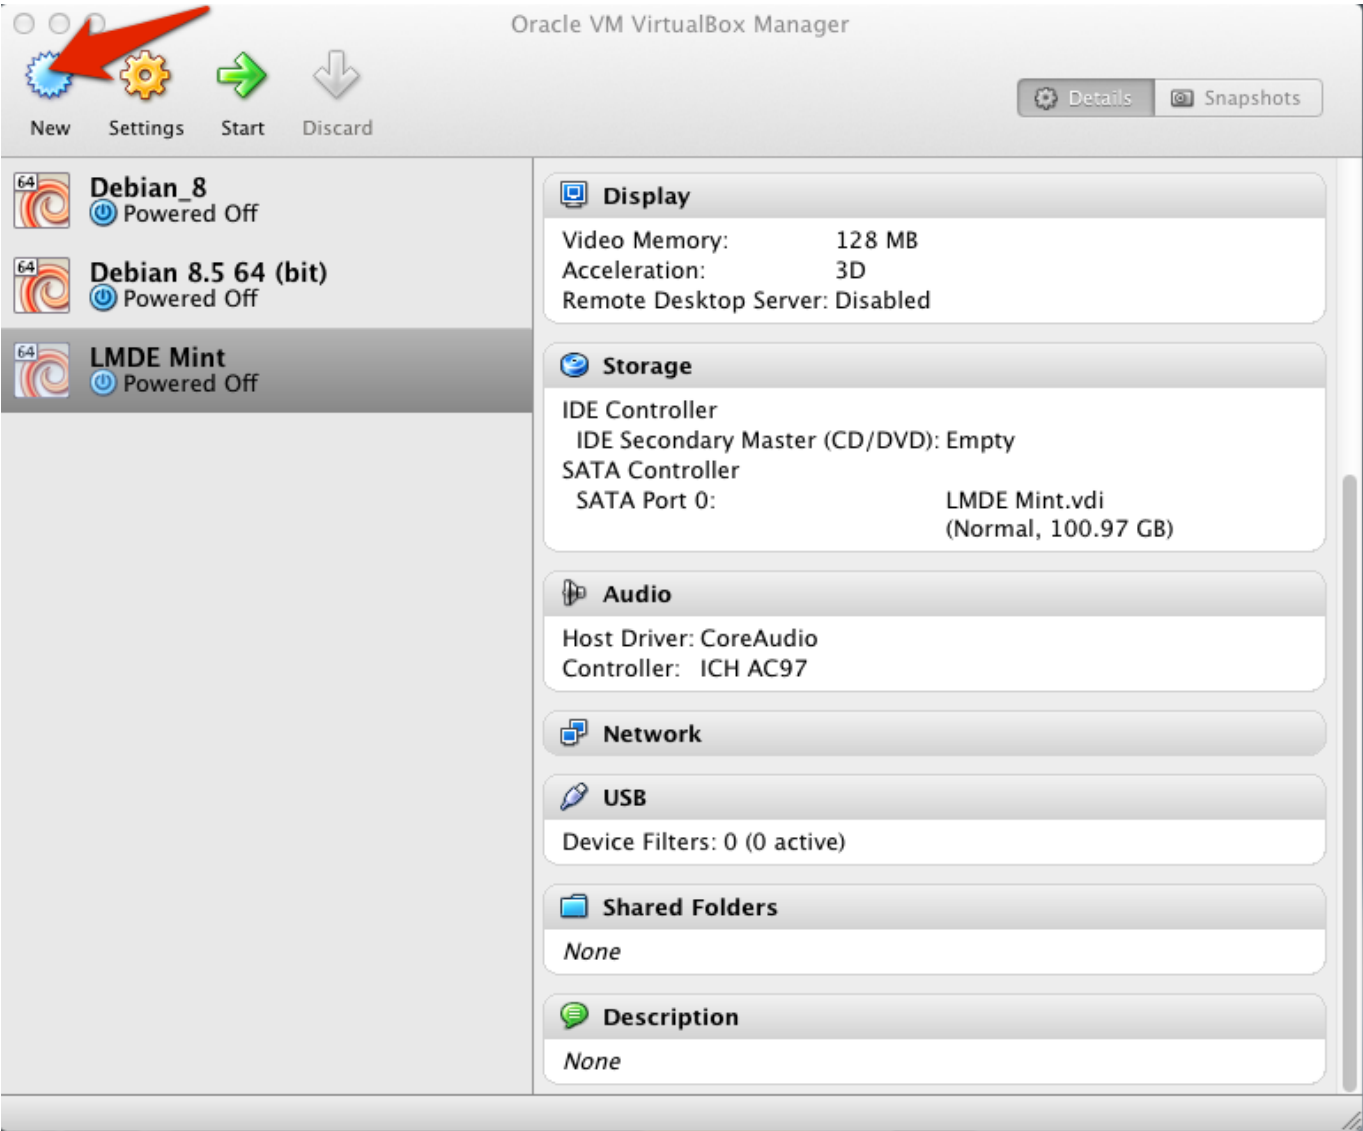 Oracle VM VirtualBox Manager
New Settings Start Discard
Details Snapshots
64
Debian_8
Powered Off
64
Debian 8.5 64 (bit)
Powered Off
64
LMDE Mint
Powered Off
Display
Video Memory: 128 MB
Acceleration: 3D
Remote Desktop Server: Disabled
Storage
IDE Controller
IDE Secondary Master (CD/DVD): Empty
SATA Controller
SATA Port 0: LMDE Mint.vdi
(Normal, 100.97 GB)
Audio
Host Driver: CoreAudio
Controller: ICH AC97
Network
USB
Device Filters: 0 (0 active)
Shared Folders
None
Description
None